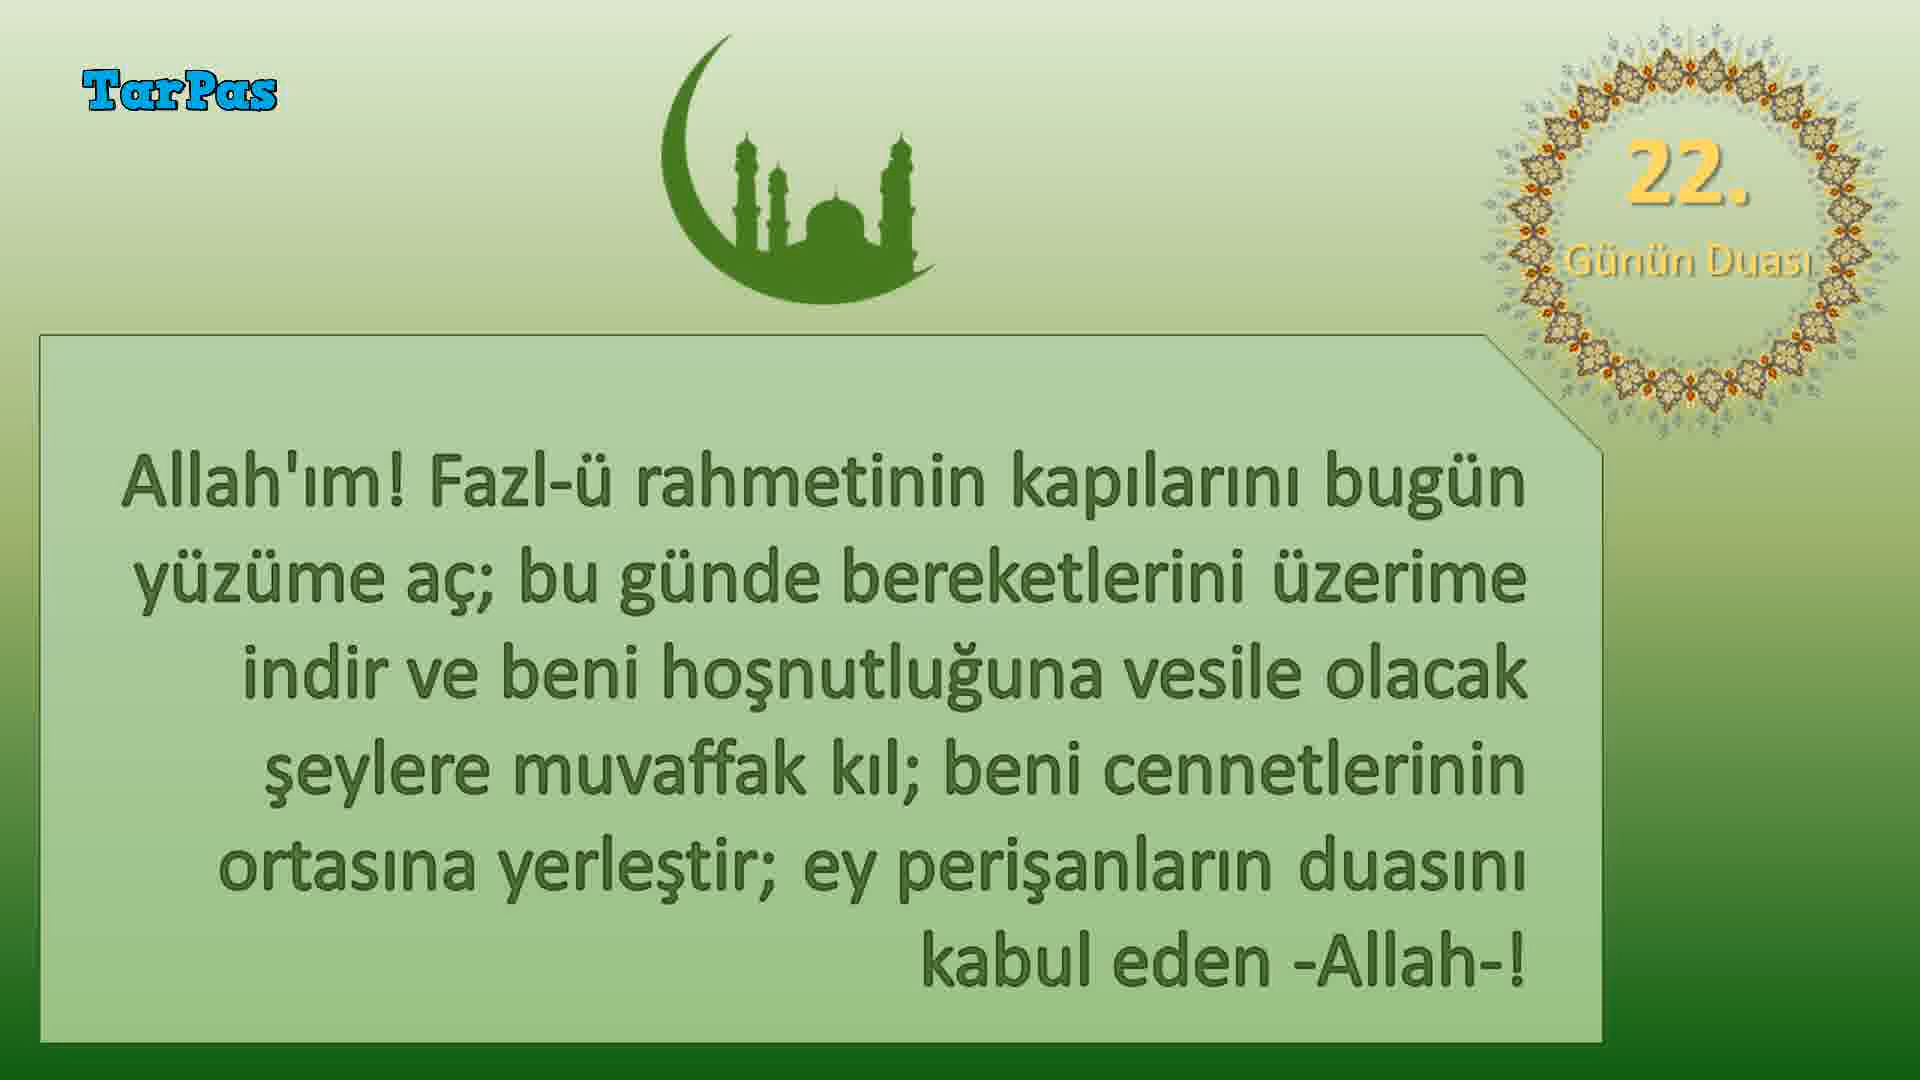 TarPas
22.
Günün Duası
Allah'ım! Fazl-ü rahmetinin kapılarını bugün
yüzüme aç; bu günde bereketlerini üzerime
indir ve beni hoşnutluğuna vesile olacak
şeylere muvaffak kıl; beni cennetlerinin
ortasına yerleştir; ey perişanların duasını
kabul eden -Allah-!